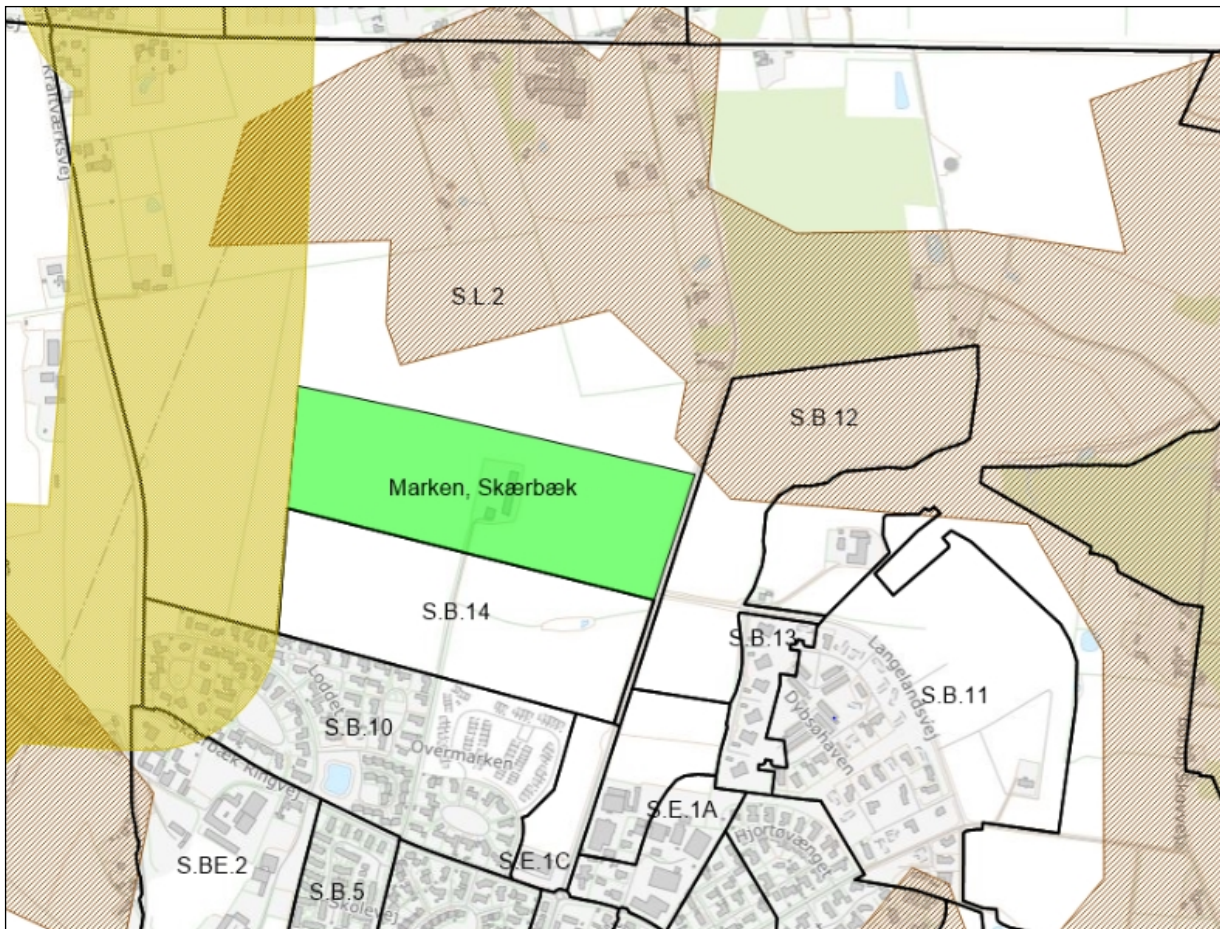 Kraftværksvej
S.L.2
S.B.12
Marken, Skærbæk
S.B.14
S.B.13
Langelandsvej
S.B.11
Loddet
S.B.10
Dybsøhaven
Overmarken
Skærbæk Ringvej
S.E.1A
Hjortøvænget
S.E.1C
S.BE.2
S.B.5
Skolevej